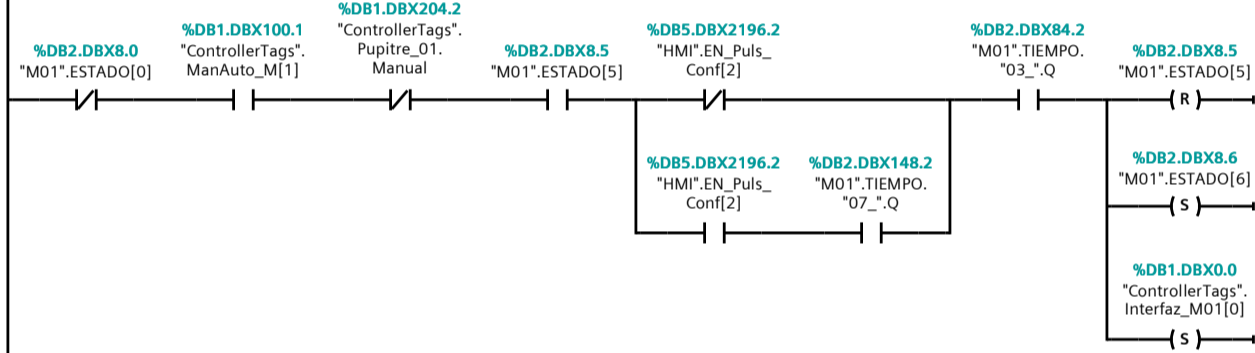 %DB2.DBX8.0
"M01".ESTADO[0]
%DB1.DBX100.1
"ControllerTags".
ManAuto_M[1]
%DB1.DBX204.2
"ControllerTags".
Pupitre_01.
Manual
%DB2.DBX8.5
"M01".ESTADO[5]
%DB5.DBX2196.2
"HMI".EN_Puls_
Conf[2]
%DB2.DBX84.2
"M01".TIEMPO.
"03_".Q
%DB2.DBX8.5
"M01".ESTADO[5]
R
%DB5.DBX2196.2
"HMI".EN_Puls_
Conf[2]
%DB2.DBX148.2
"M01".TIEMPO.
"07_".Q
%DB2.DBX8.6
"M01".ESTADO[6]
S
%DB1.DBX0.0
"ControllerTags".
Interfaz_M01[0]
S